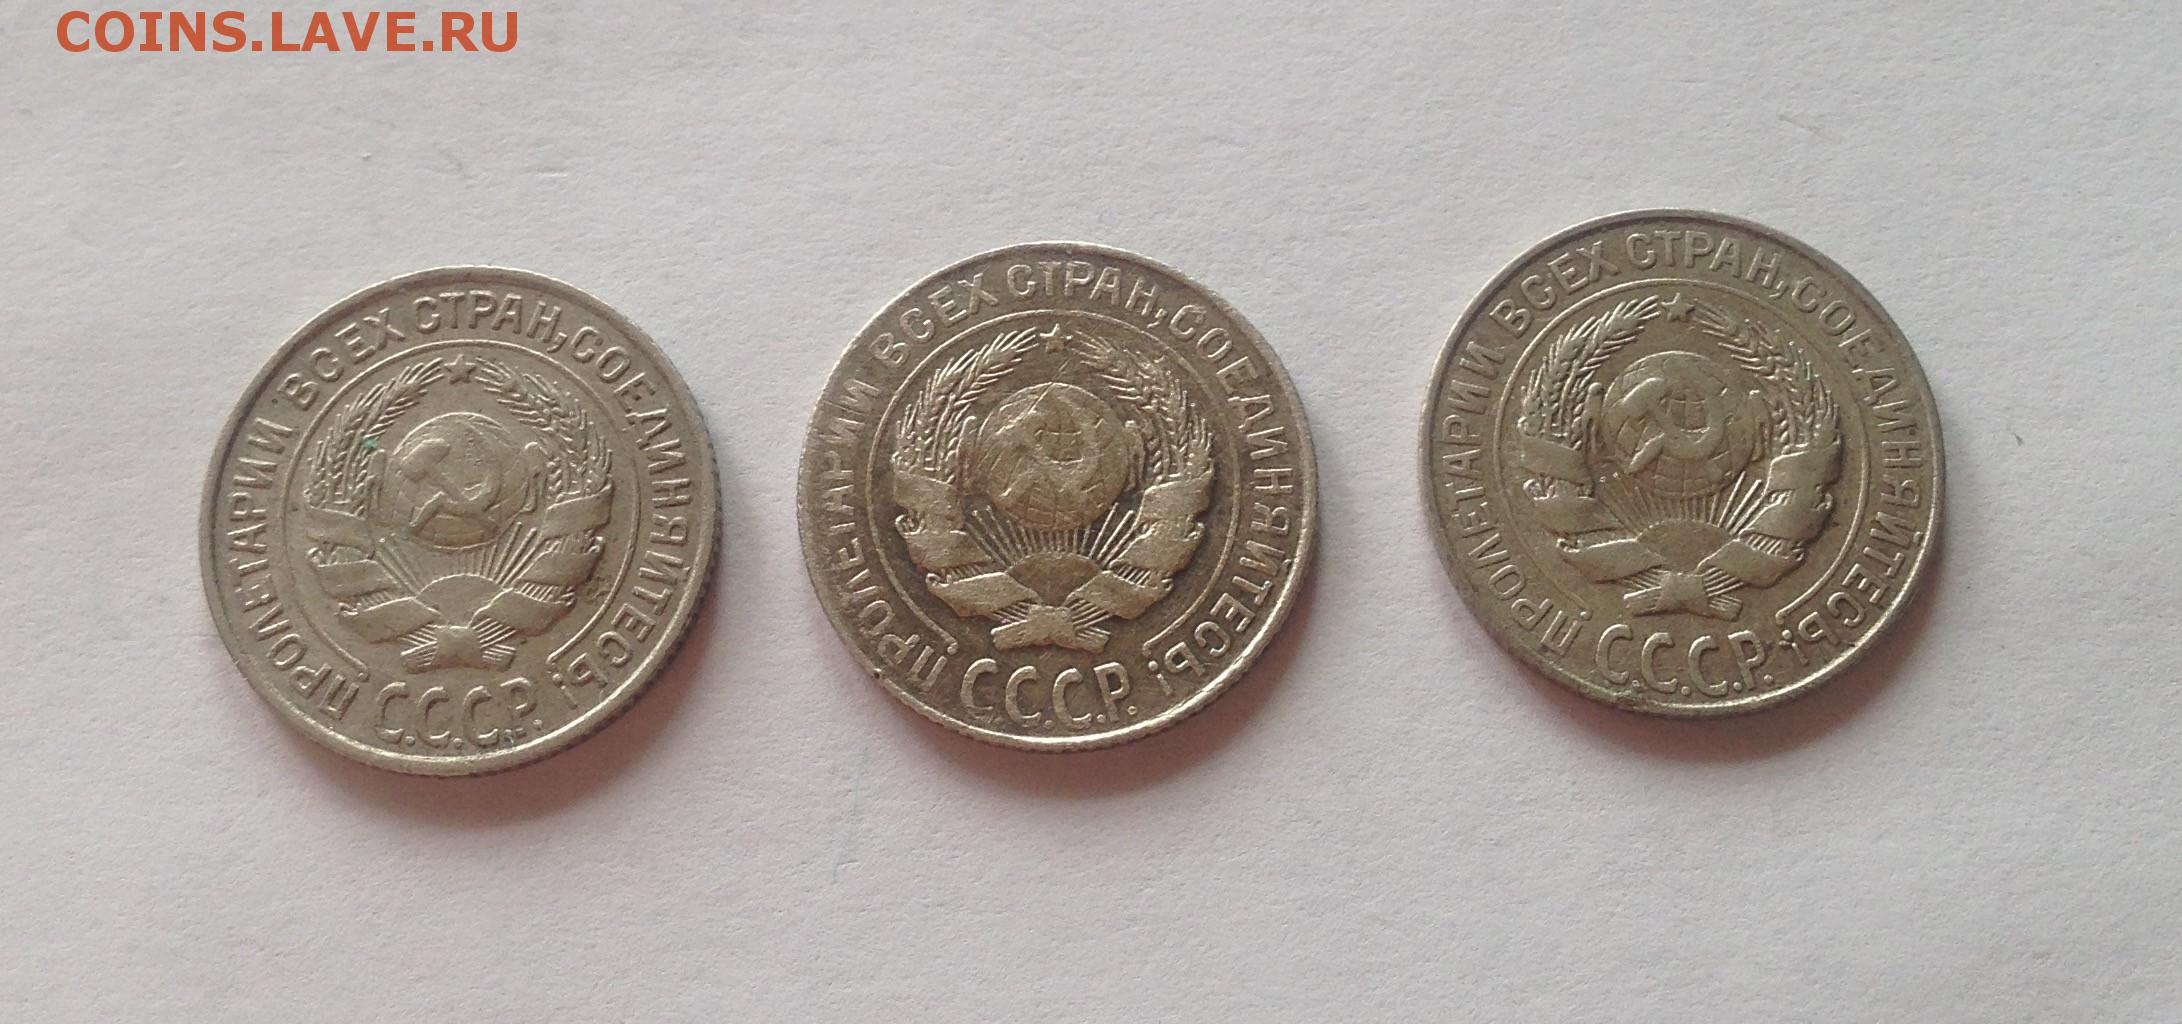 COINS.LAVE.RU
ПРОЛЕТАРИИ ВСЕХ СТРАН, СОЕДИНЯЙТЕСЬ!
С.С.С.Р.
ПРОЛЕТАРИИ ВСЕХ СТРАН, СОЕДИНЯЙТЕСЬ!
С.С.С.Р.
ПРОЛЕТАРИИ ВСЕХ СТРАН, СОЕДИНЯЙТЕСЬ!
С.С.С.Р.